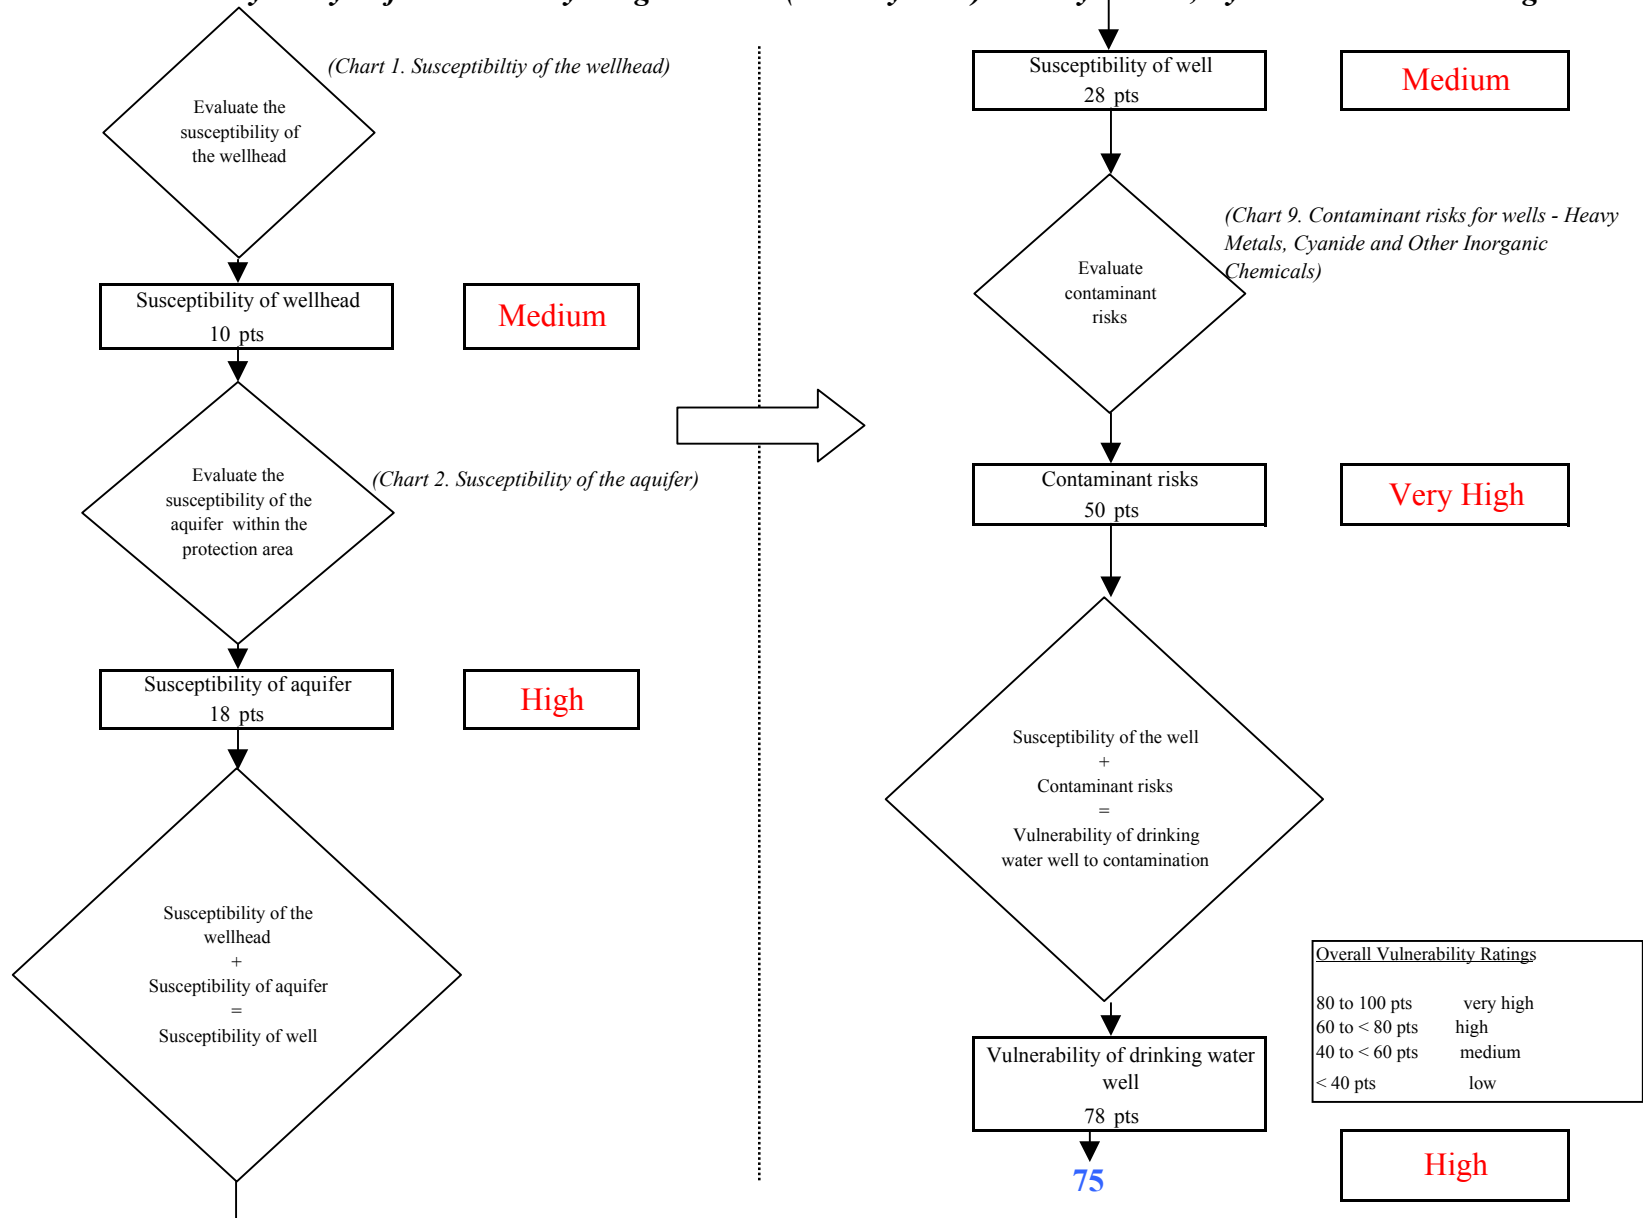 (Chart 1. Susceptibiltiy of the wellhead)
Evaluate the
susceptibility of
the wellhead
Susceptibility of wellhead
10 pts
Medium
Evaluate the
susceptibility of the
aquifer within the
protection area
(Chart 2. Susceptibility of the aquifer)
Susceptibility of aquifer
18 pts
High
Susceptibility of the
wellhead
+
Susceptibility of aquifer
=
Susceptibility of well
Susceptibility of well
28 pts
Medium
(Chart 9. Contaminant risks for wells - Heavy
Metals, Cyanide and Other Inorganic
Chemicals)
Evaluate
contaminant
risks
Contaminant risks
50 pts
Very High
Susceptibility of the well
+
Contaminant risks
=
Vulnerability of drinking
water well to contamination
Overall Vulnerability Ratings
80 to 100 pts very high
60 to < 80 pts high
40 to < 60 pts medium
< 40 pts low
Vulnerability of drinking water
well
78 pts
75
High